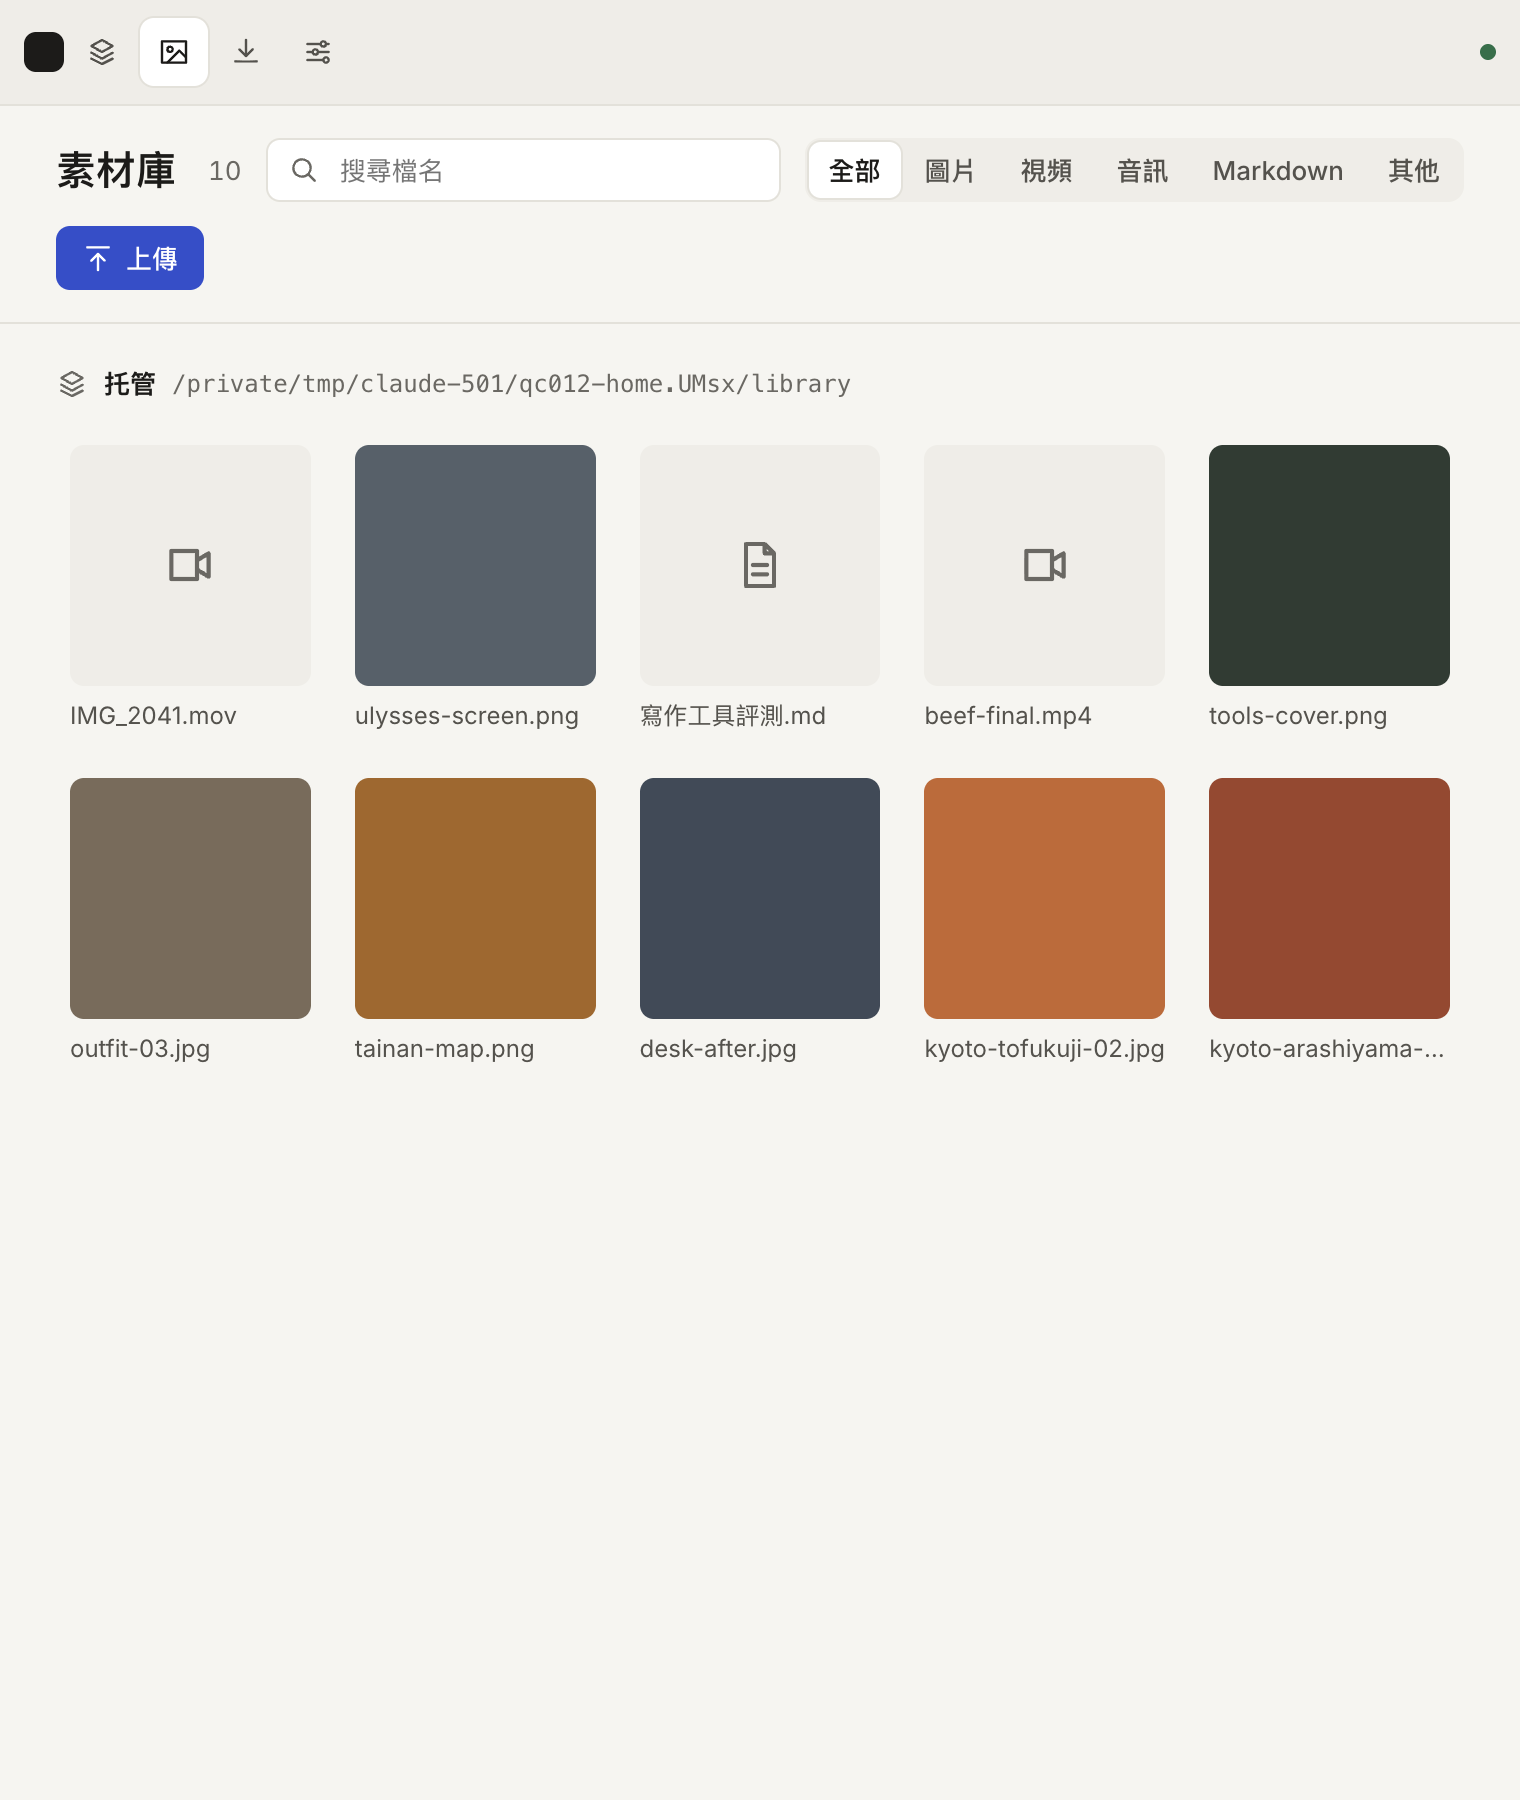 素材庫 10 搜尋檔名 全部 圖片 視頻 音訊 Markdown 其他
上傳
托管 /private/tmp/claude-501/qc012-home.UMsx/library
IMG_2041.mov ulysses-screen.png 寫作工具評測.md beef-final.mp4 tools-cover.png
outfit-03.jpg tainan-map.png desk-after.jpg kyoto-tofukuji-02.jpg kyoto-arashiyama-...